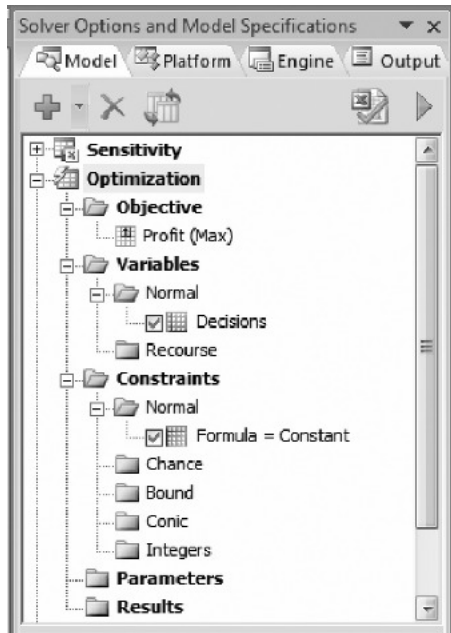 Solver Options and Model Specifications
Model Platform Engine Output
Sensitivity
Optimization
Objective
Profit (Max)
Variables
Normal
Decisions
Recourse
Constraints
Normal
Formula = Constant
Chance
Bound
Conic
Integers
Parameters
Results